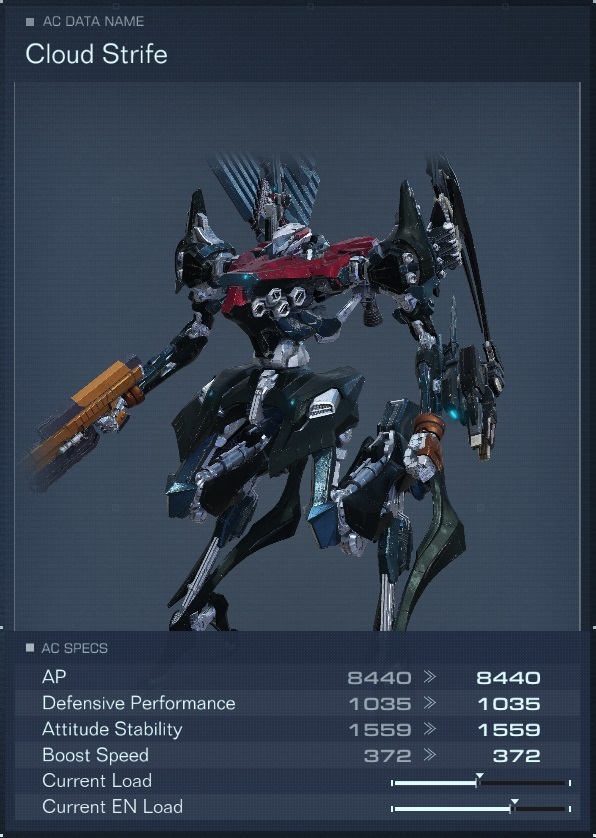 AC DATA NAME
Cloud Strife
AC SPECS
AP 8440 » 8440
Defensive Performance 1035 » 1035
Attitude Stability 1559 » 1559
Boost Speed 372 » 372
Current Load
Current EN Load